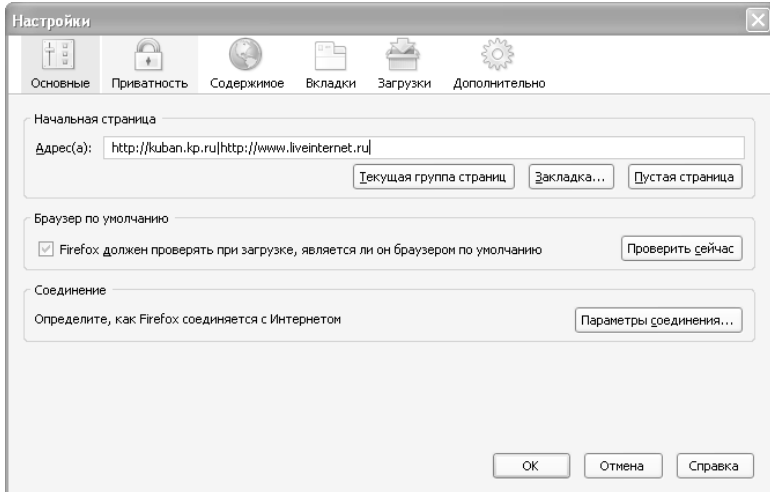 Настройки
Основные Приватность Содержимое Вкладки Загрузки Дополнительно
Начальная страница
Адрес(а): http://kuban.kp.ru|http://www.liveinternet.ru
Текущая группа страниц Закладка... Пустая страница
Браузер по умолчанию
Firefox должен проверять при загрузке, является ли он браузером по умолчанию Проверить сейчас
Соединение
Определите, как Firefox соединяется с Интернетом Параметры соединения...
OK Отмена Справка